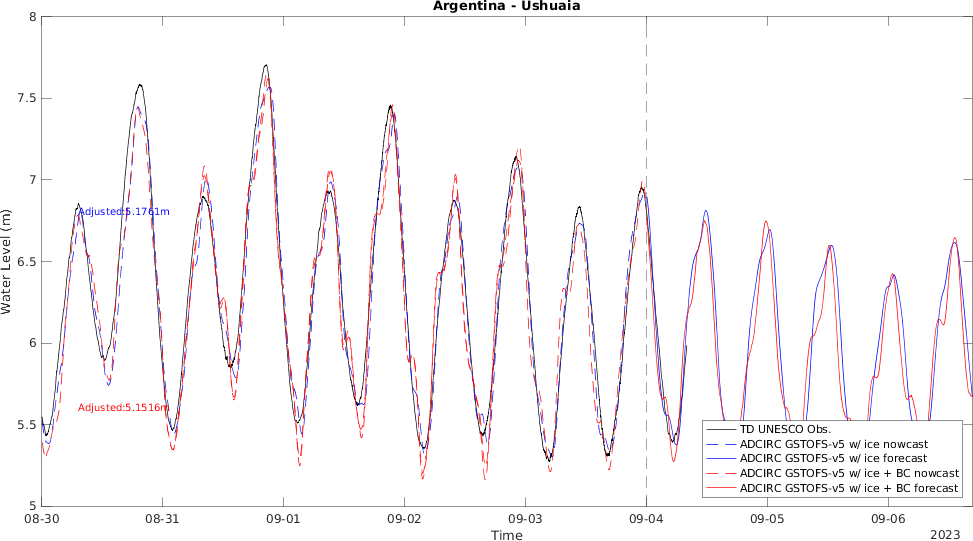 Argentina - Ushuaia
8
7.5
7
6.5
6
5.5
5
Water Level (m)
Adjusted:5.1761m
Adjusted:5.1516m
TD UNESCO Obs.
ADCIRC GSTOFS-v5 w/ ice nowcast
ADCIRC GSTOFS-v5 w/ ice forecast
ADCIRC GSTOFS-v5 w/ ice + BC nowcast
ADCIRC GSTOFS-v5 w/ ice + BC forecast
08-30 08-31 09-01 09-02 09-03 09-04 09-05 09-06
Time
2023